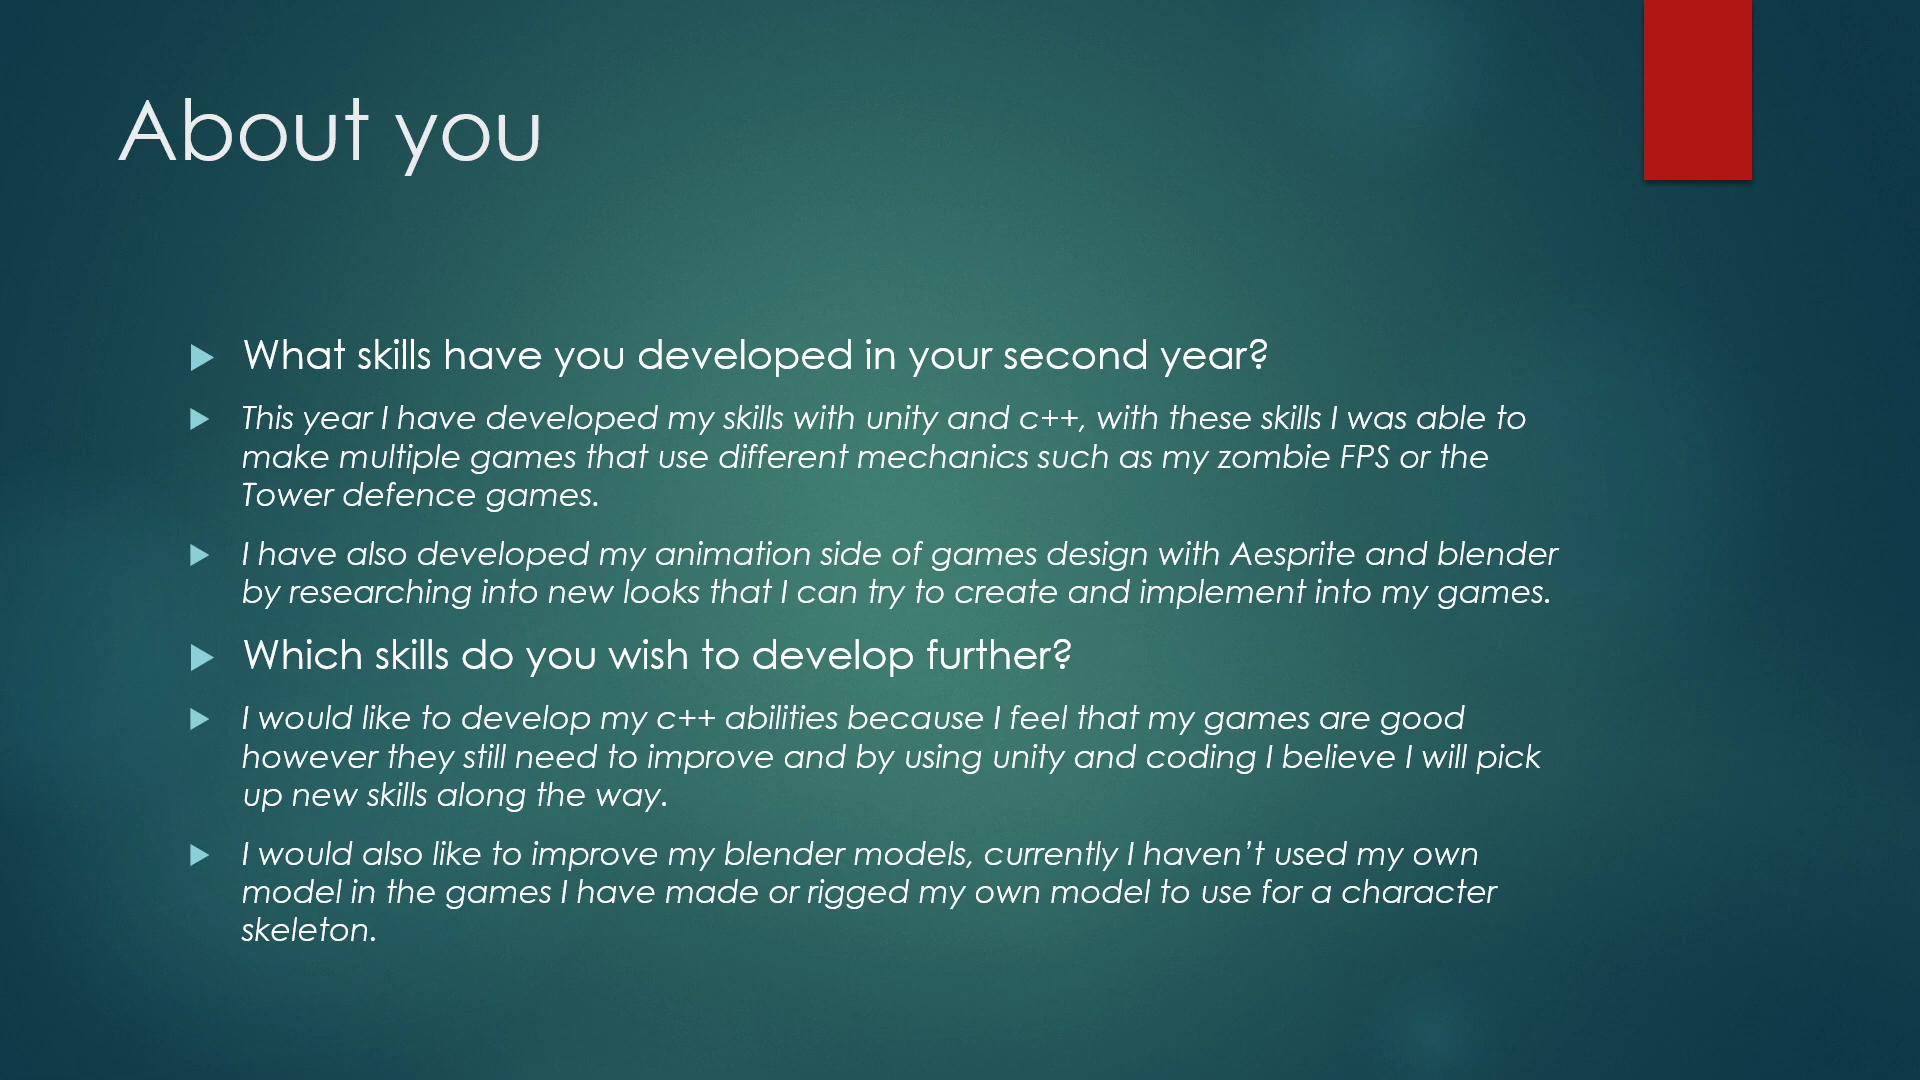 About you
What skills have you developed in your second year?
This year I have developed my skills with unity and c++, with these skills I was able to
make multiple games that use different mechanics such as my zombie FPS or the
Tower defence games.
I have also developed my animation side of games design with Aesprite and blender
by researching into new looks that I can try to create and implement into my games.
Which skills do you wish to develop further?
I would like to develop my c++ abilities because I feel that my games are good
however they still need to improve and by using unity and coding I believe I will pick
up new skills along the way.
I would also like to improve my blender models, currently I haven’t used my own
model in the games I have made or rigged my own model to use for a character
skeleton.